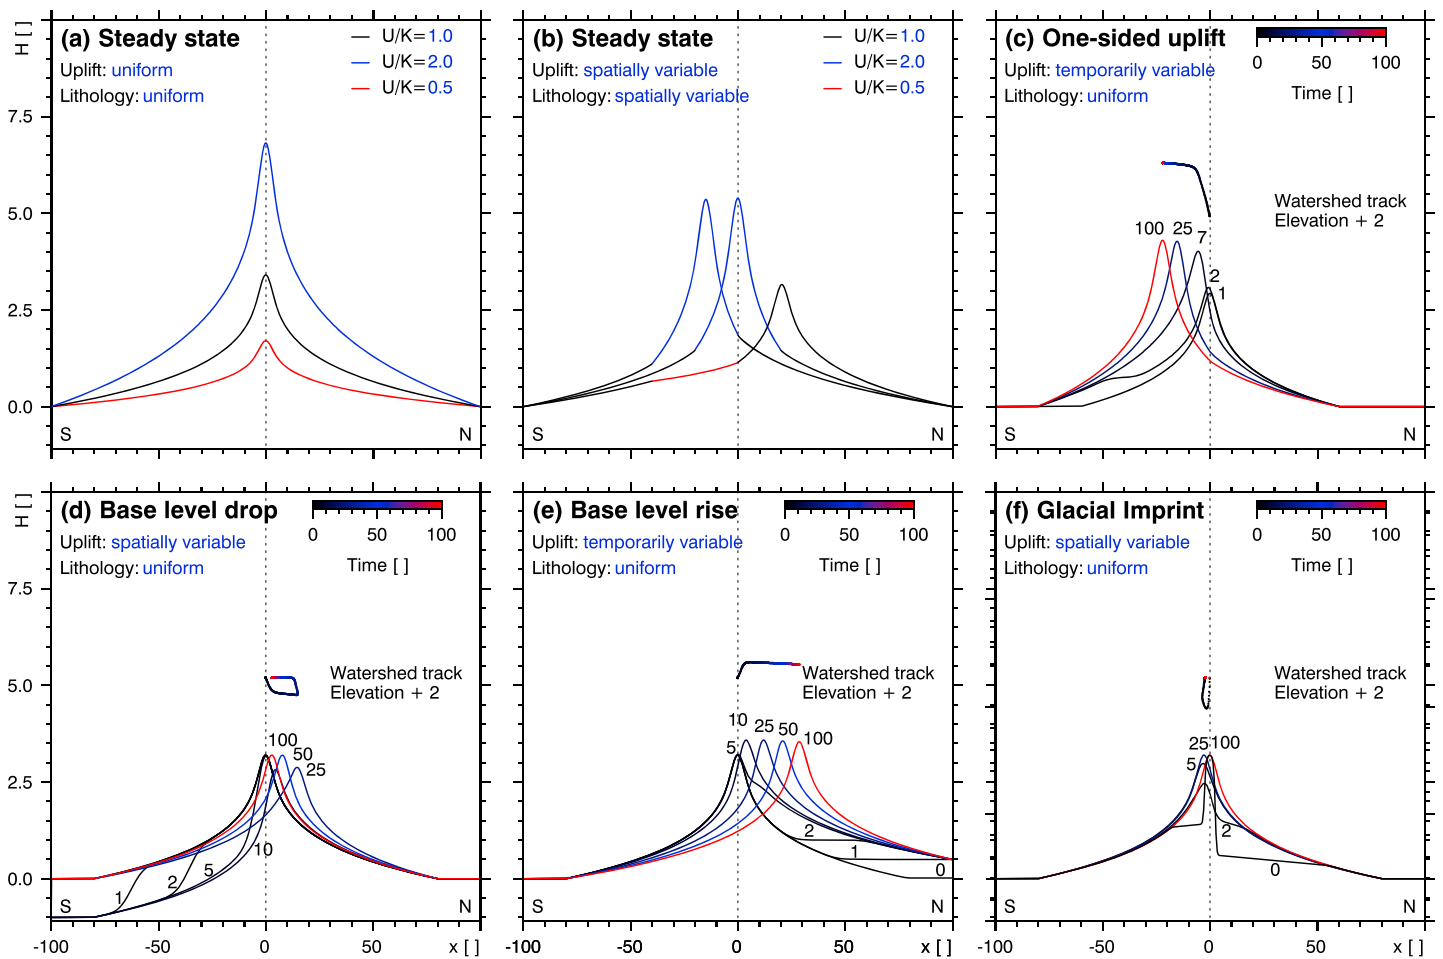 H [ ]
(a) Steady state
Uplift: uniform
Lithology: uniform
U/K=1.0
U/K=2.0
U/K=0.5
7.5
5.0
2.5
0.0
S
N
(b) Steady state
Uplift: spatially variable
Lithology: spatially variable
U/K=1.0
U/K=2.0
U/K=0.5
S
N
(c) One-sided uplift
Uplift: temporarily variable
Lithology: uniform
0 50 100
Time [ ]
Watershed track
Elevation + 2
100 25 7
2
1
S
N
H [ ]
(d) Base level drop
Uplift: spatially variable
Lithology: uniform
0 50 100
Time [ ]
7.5
5.0
2.5
0.0
Watershed track
Elevation + 2
100
50
25
10
5
2
1
S
N
-100 -50 0 50 x [ ]
(e) Base level rise
Uplift: temporarily variable
Lithology: uniform
0 50 100
Time [ ]
Watershed track
Elevation + 2
10
25
50
100
5
2
1
0
S
N
-100 -50 0 50 x [ ]
(f) Glacial Imprint
Uplift: spatially variable
Lithology: uniform
0 50 100
Time [ ]
Watershed track
Elevation + 2
25 100
5
2
0
S
N
-100 -50 0 50 x [ ]